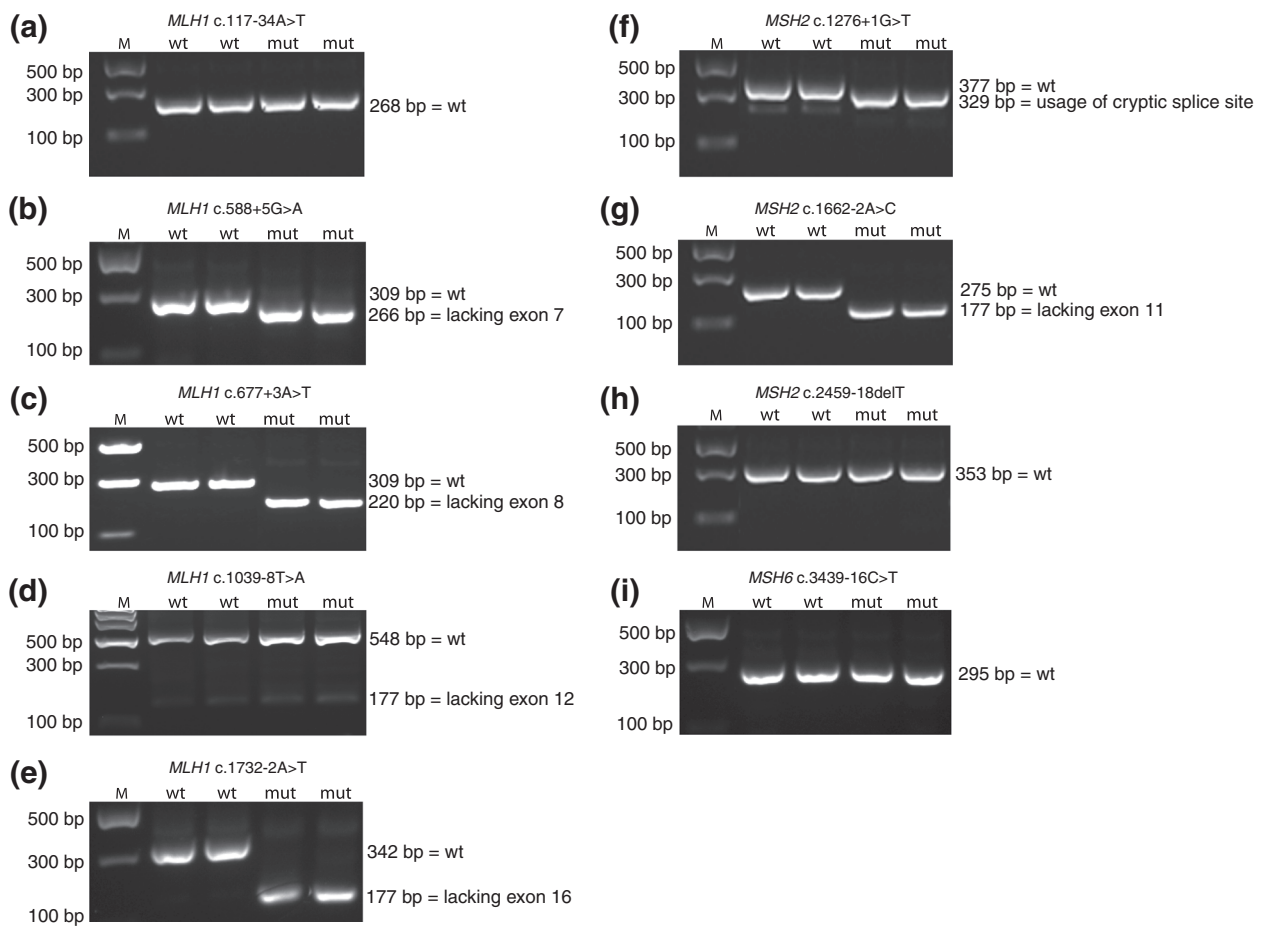 (a)
MLH1 c.117-34A>T
M wt wt mut mut
500 bp
300 bp
100 bp
268 bp = wt
(b)
MLH1 c.588+5G>A
M wt wt mut mut
500 bp
300 bp
100 bp
309 bp = wt
266 bp = lacking exon 7
(c)
MLH1 c.677+3A>T
M wt wt mut mut
500 bp
300 bp
100 bp
309 bp = wt
220 bp = lacking exon 8
(d)
MLH1 c.1039-8T>A
M wt wt mut mut
500 bp
300 bp
100 bp
548 bp = wt
177 bp = lacking exon 12
(e)
MLH1 c.1732-2A>T
M wt wt mut mut
500 bp
300 bp
100 bp
342 bp = wt
177 bp = lacking exon 16
(f)
MSH2 c.1276+1G>T
M wt wt mut mut
500 bp
300 bp
100 bp
377 bp = wt
329 bp = usage of cryptic splice site
(g)
MSH2 c.1662-2A>C
M wt wt mut mut
500 bp
300 bp
100 bp
275 bp = wt
177 bp = lacking exon 11
(h)
MSH2 c.2459-18delT
M wt wt mut mut
500 bp
300 bp
100 bp
353 bp = wt
(i)
MSH6 c.3439-16C>T
M wt wt mut mut
500 bp
300 bp
100 bp
295 bp = wt